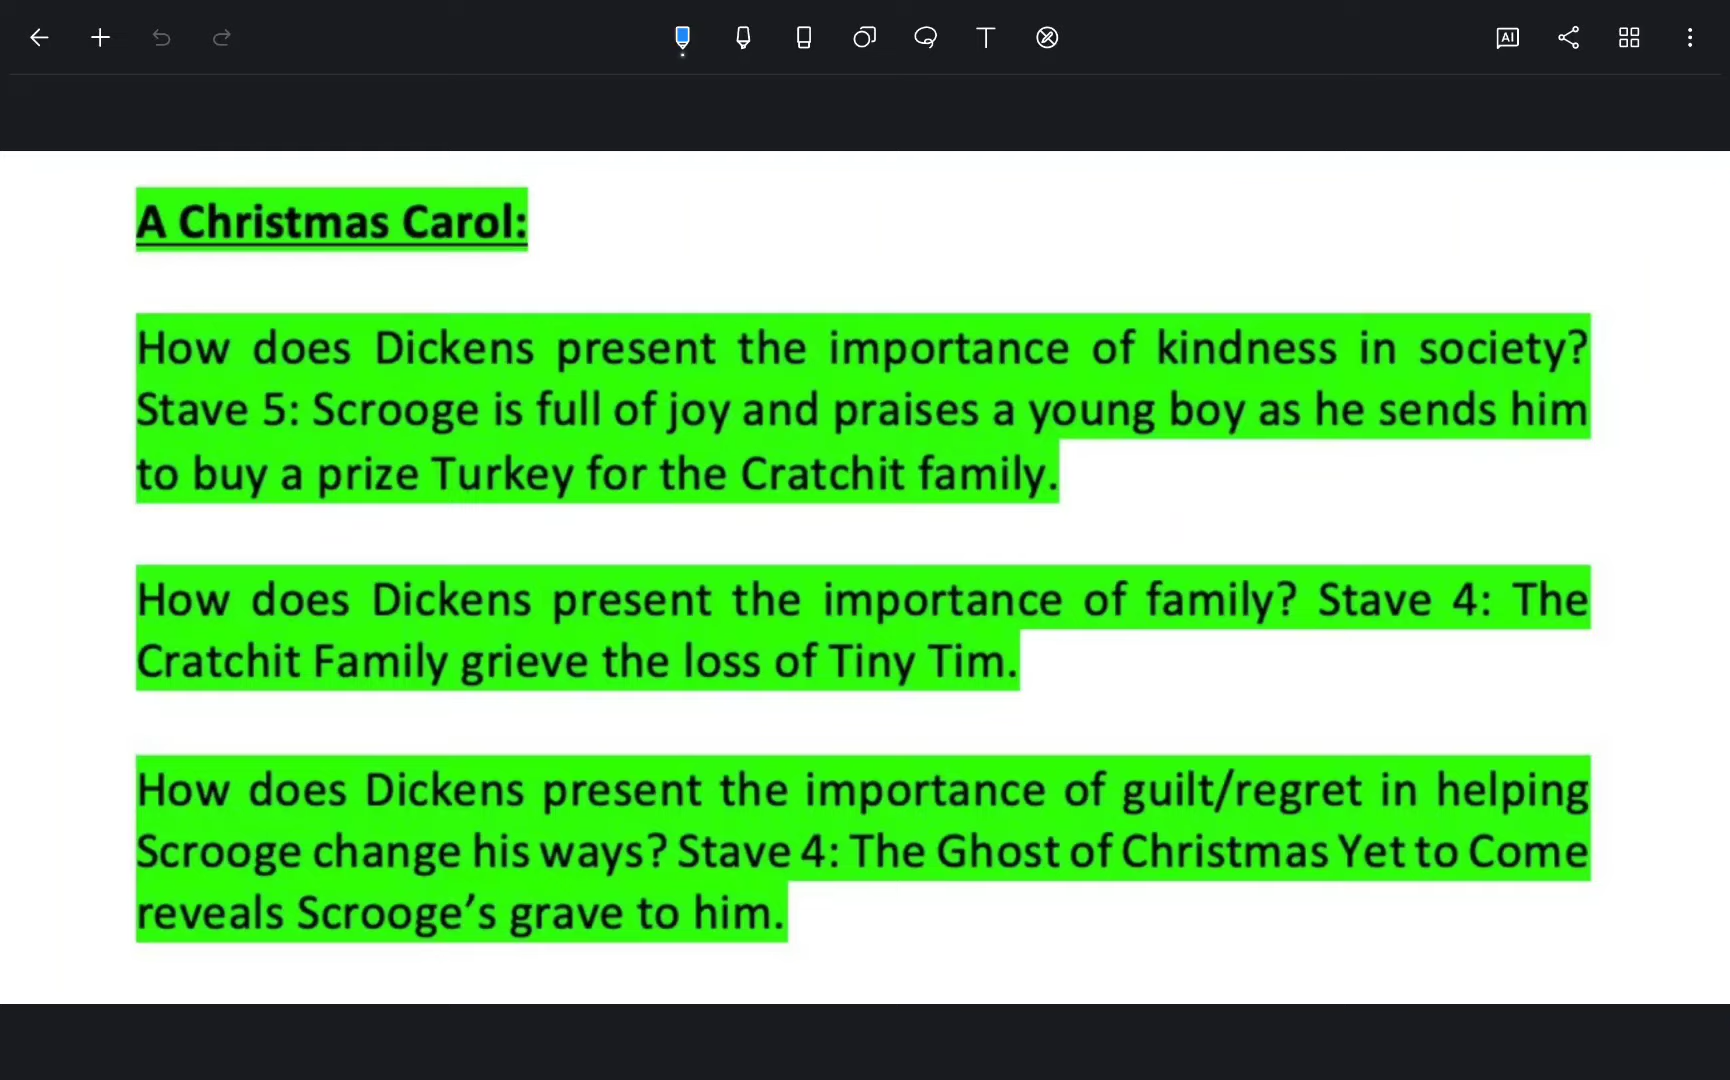 AI
T
A Christmas Carol:
How does Dickens present the importance of kindness in society?
Stave 5: Scrooge is full of joy and praises a young boy as he sends him
to buy a prize Turkey for the Cratchit family.
How does Dickens present the importance of family? Stave 4: The
Cratchit Family grieve the loss of Tiny Tim.
How does Dickens present the importance of guilt/regret in helping
Scrooge change his ways? Stave 4: The Ghost of Christmas Yet to Come
reveals Scrooge’s grave to him.